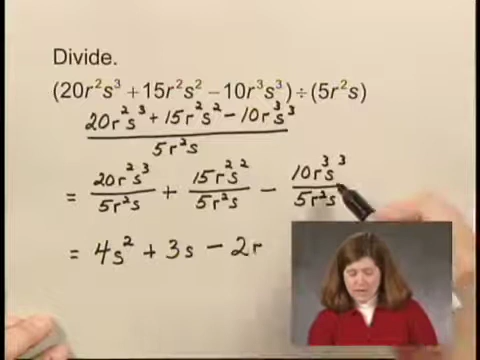 Divide.
(20r²s³ + 15r²s² − 10r³s³) ÷ (5r²s)
20r²s³ + 15r²s² − 10r³s³
5r²s
= 20r²s³/5r²s + 15r²s²/5r²s − 10r³s³/5r²s
= 4s² + 3s − 2r